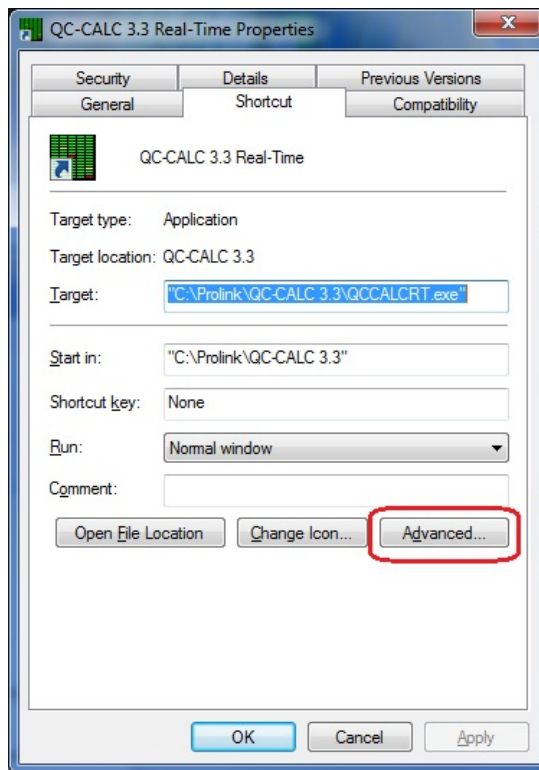 QC-CALC 3.3 Real-Time Properties
Security Details Previous Versions
General Shortcut Compatibility
QC-CALC 3.3 Real-Time
Target type: Application
Target location: QC-CALC 3.3
Target: "C:\Prolink\QC-CALC 3.3\QCCALCRT.exe"
Start in: "C:\Prolink\QC-CALC 3.3"
Shortcut key: None
Run: Normal window
Comment:
Open File Location Change Icon... Advanced...
OK Cancel Apply